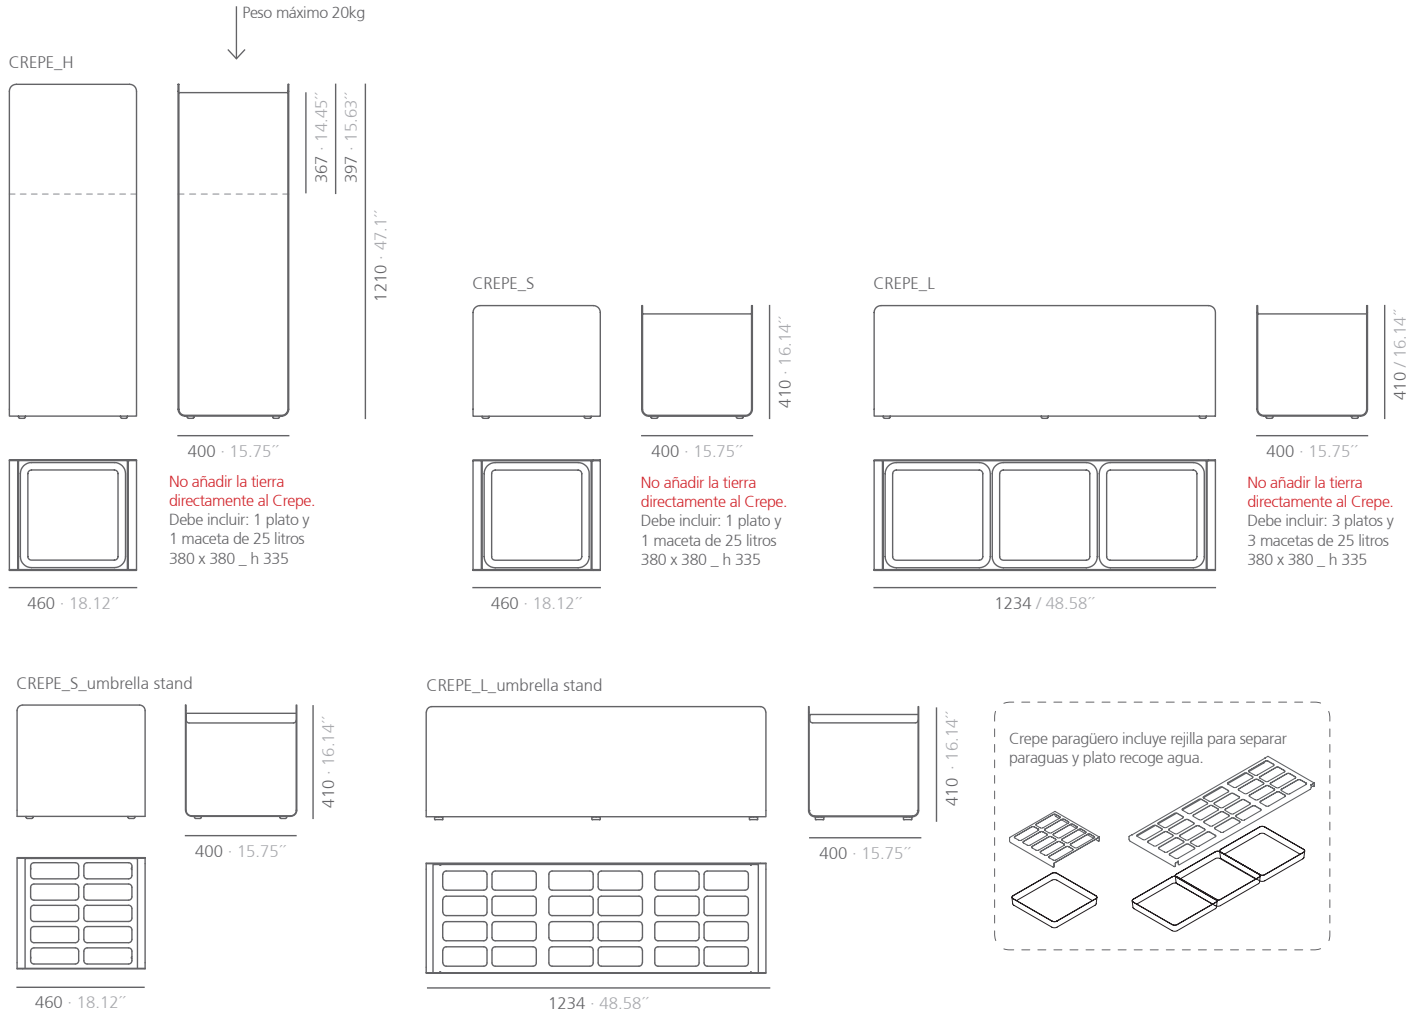 Peso máximo 20kg
CREPE_H
367 · 14.45´´
397 · 15.63´´
1210 · 47.1´´
400 · 15.75´´
No añadir la tierra
directamente al Crepe.
Debe incluir: 1 plato y
1 maceta de 25 litros
380 x 380 _ h 335
460 · 18.12´´
CREPE_S
410 · 16.14´´
400 · 15.75´´
No añadir la tierra
directamente al Crepe.
Debe incluir: 1 plato y
1 maceta de 25 litros
380 x 380 _ h 335
460 · 18.12´´
CREPE_L
410 / 16.14´´
400 · 15.75´´
No añadir la tierra
directamente al Crepe.
Debe incluir: 3 platos y
3 macetas de 25 litros
380 x 380 _ h 335
1234 / 48.58´´
CREPE_S_umbrella stand
410 · 16.14´´
400 · 15.75´´
460 · 18.12´´
CREPE_L_umbrella stand
410 · 16.14´´
400 · 15.75´´
1234 · 48.58´´
Crepe paragüero incluye rejilla para separar
paraguas y plato recoge agua.